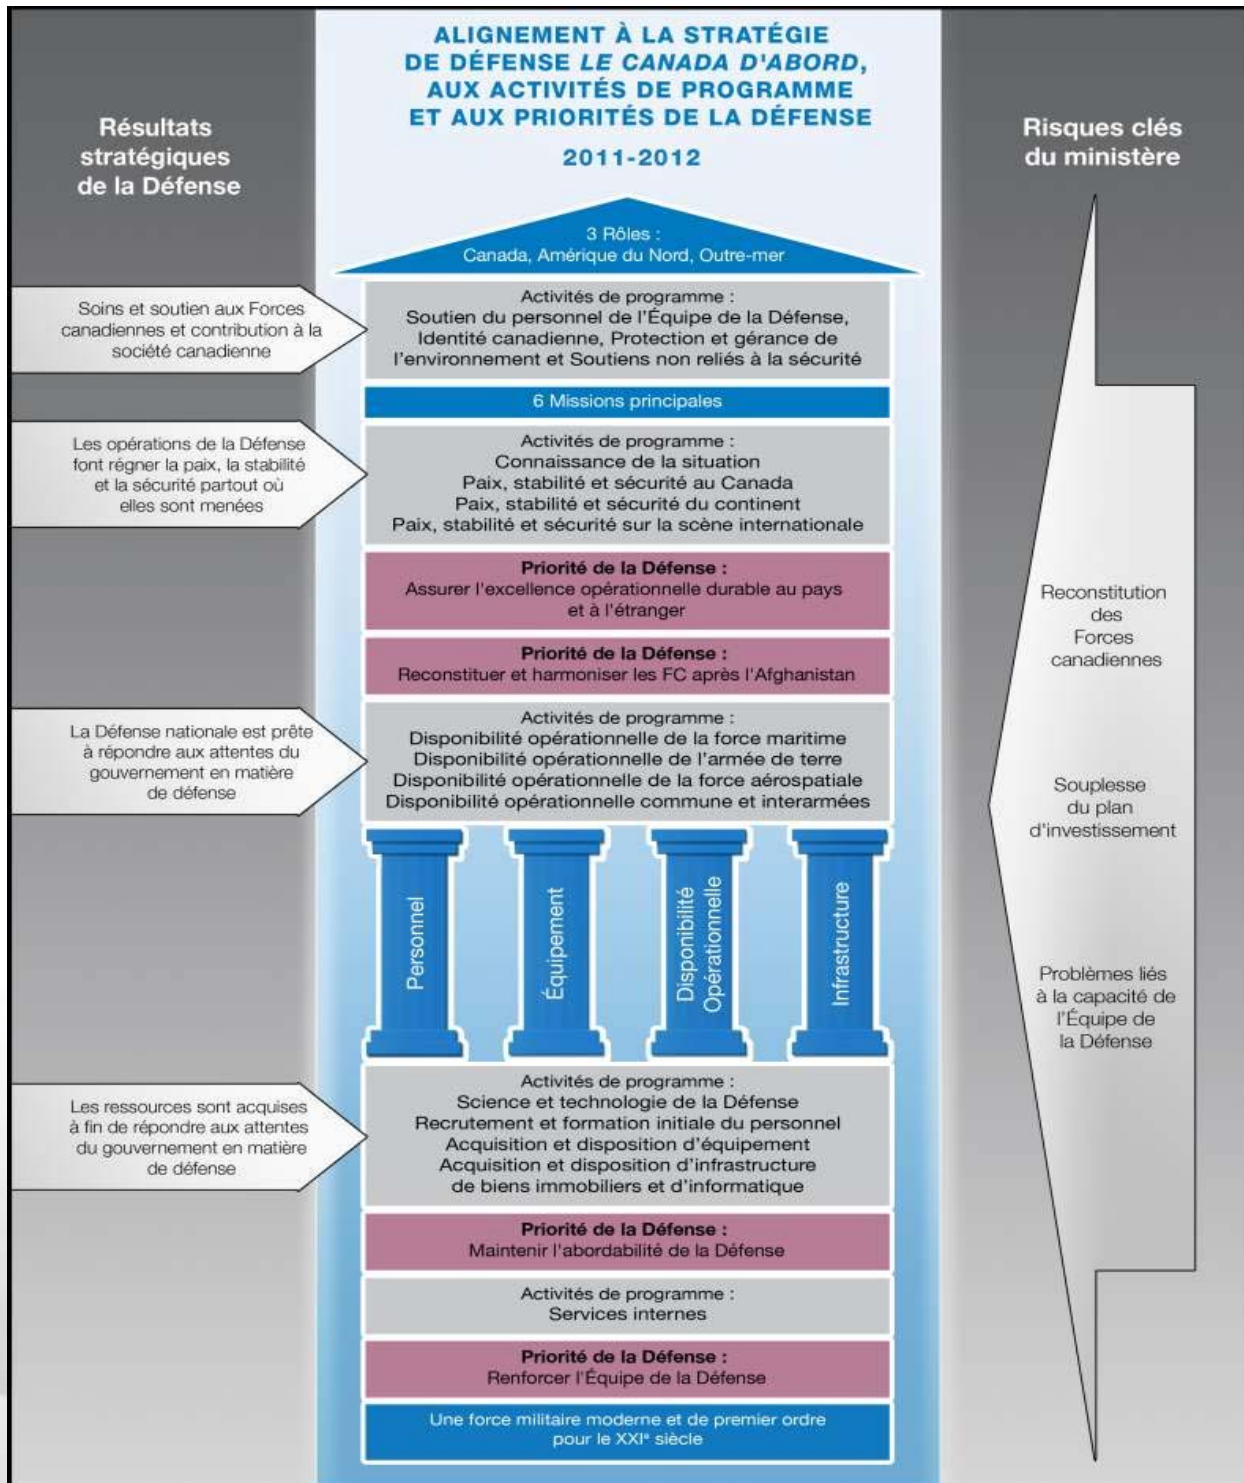 ALIGNEMENT À LA STRATÉGIE
DE DÉFENSE LE CANADA D'ABORD,
AUX ACTIVITÉS DE PROGRAMME
ET AUX PRIORITÉS DE LA DÉFENSE
2011-2012
Résultats
stratégiques
de la Défense
Soins et soutien aux Forces
canadiennes et contribution à la
société canadienne
Les opérations de la Défense
font régner la paix, la stabilité
et la sécurité partout où
elles sont menées
La Défense nationale est prête
à répondre aux attentes du
gouvernement en matière
de défense
Les ressources sont acquises
à fin de répondre aux attentes
du gouvernement en matière
de défense
3 Rôles :
Canada, Amérique du Nord, Outre-mer
Activités de programme :
Soutien du personnel de l'Équipe de la Défense,
Identité canadienne, Protection et gérance de
l'environnement et Soutiens non reliés à la sécurité
6 Missions principales
Activités de programme :
Connaissance de la situation
Paix, stabilité et sécurité au Canada
Paix, stabilité et sécurité du continent
Paix, stabilité et sécurité sur la scène internationale
Priorité de la Défense :
Assurer l'excellence opérationnelle durable au pays
et à l'étranger
Priorité de la Défense :
Reconstituer et harmoniser les FC après l'Afghanistan
Activités de programme :
Disponibilité opérationnelle de la force maritime
Disponibilité opérationnelle de l'armée de terre
Disponibilité opérationnelle de la force aérospatiale
Disponibilité opérationnelle commune et interarmées
Personnel
Équipement
Disponibilité
Opérationnelle
Infrastructure
Activités de programme :
Science et technologie de la Défense
Recrutement et formation initiale du personnel
Acquisition et disposition d'équipement
Acquisition et disposition d'infrastructure
de biens immobiliers et d'informatique
Priorité de la Défense :
Maintenir l'abordabilité de la Défense
Activités de programme :
Services internes
Priorité de la Défense :
Renforcer l'Équipe de la Défense
Une force militaire moderne et de premier ordre
pour le XXIe siècle
Risques clés
du ministère
Reconstitution
des
Forces
canadiennes
Souplesse
du plan
d'investissement
Problèmes liés
à la capacité de
l'Équipe de
la Défense